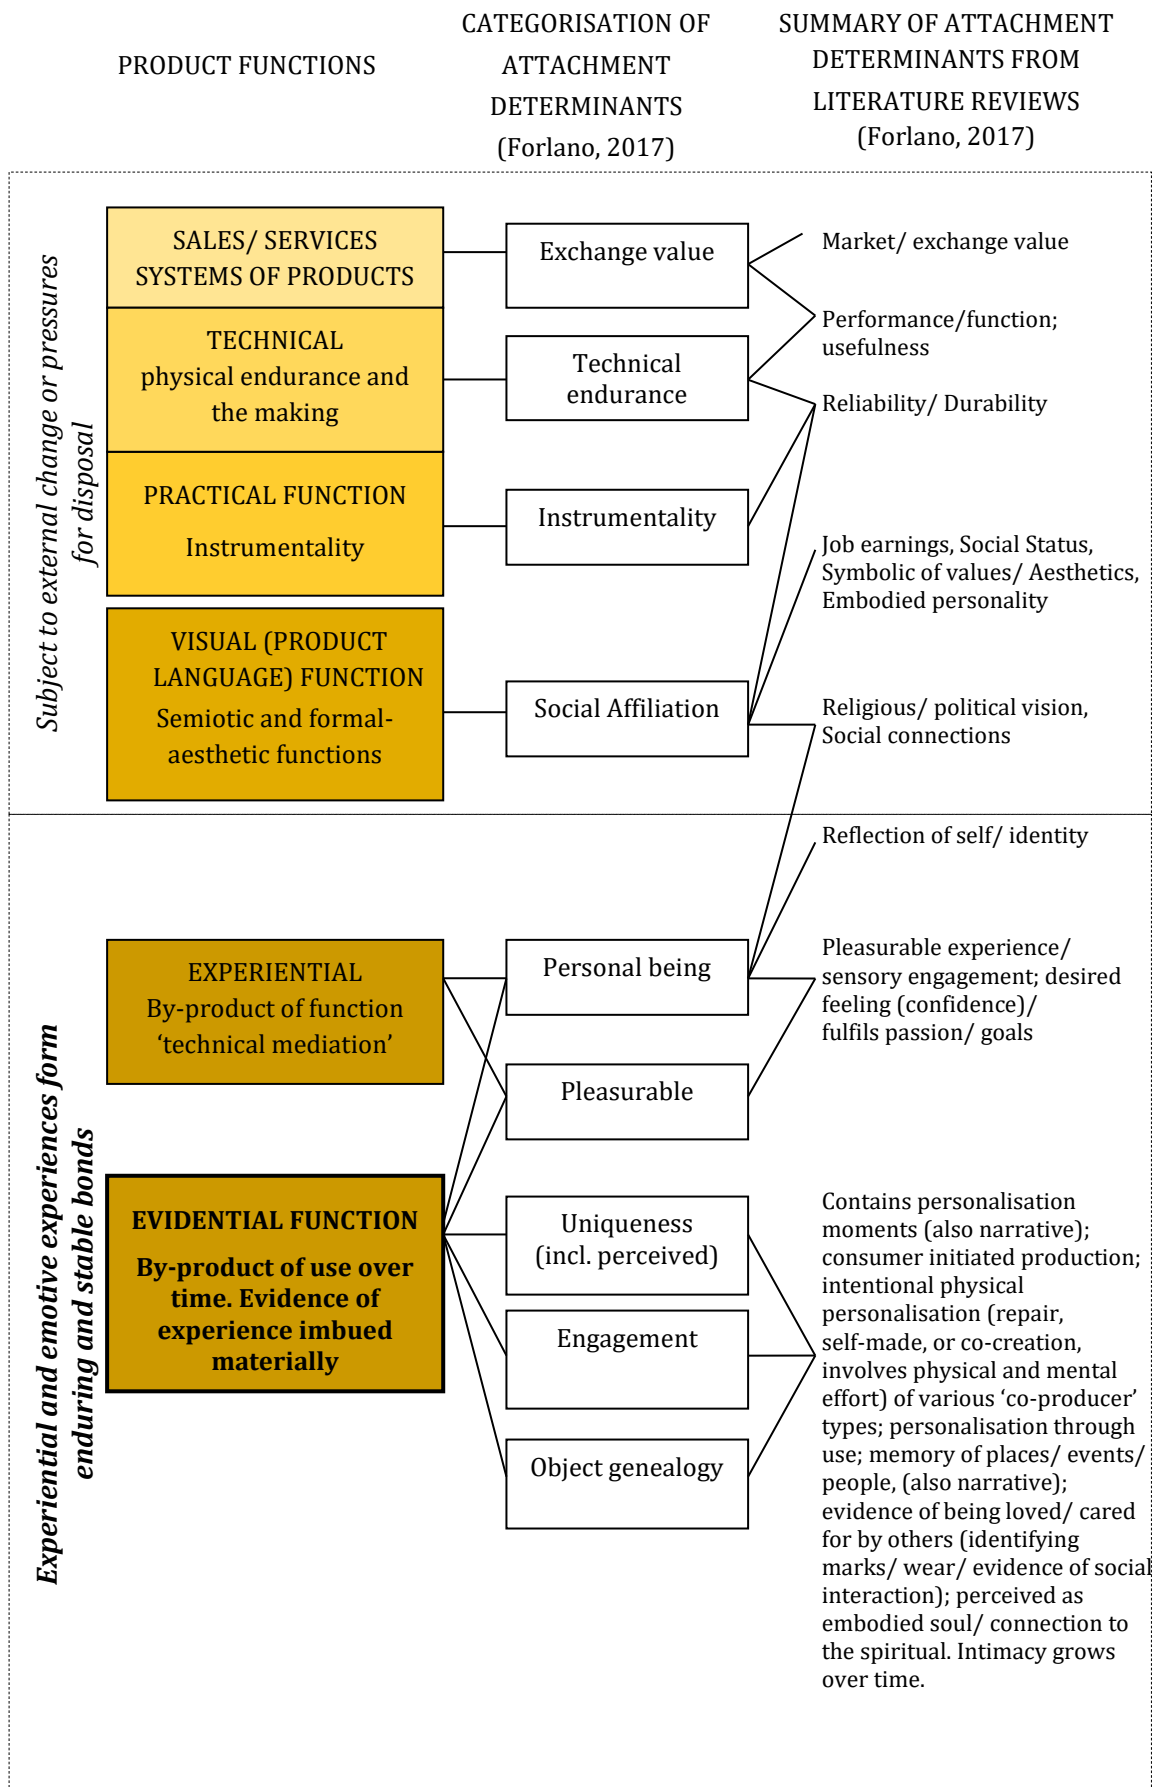 PRODUCT FUNCTIONS
CATEGORISATION OF
ATTACHMENT
DETERMINANTS
(Forlano, 2017)
SUMMARY OF ATTACHMENT
DETERMINANTS FROM
LITERATURE REVIEWS
(Forlano, 2017)
Subject to external change or pressures
for disposal
SALES/ SERVICES
SYSTEMS OF PRODUCTS
TECHNICAL
physical endurance and
the making
PRACTICAL FUNCTION
Instrumentality
VISUAL (PRODUCT
LANGUAGE) FUNCTION
Semiotic and formal-
aesthetic functions
Exchange value
Technical
endurance
Instrumentality
Social Affiliation
Market/ exchange value
Performance/function;
usefulness
Reliability/ Durability
Job earnings, Social Status,
Symbolic of values/ Aesthetics,
Embodied personality
Religious/ political vision,
Social connections
Experiential and emotive experiences form
enduring and stable bonds
EXPERIENTIAL
By-product of function
‘technical mediation’
EVIDENTIAL FUNCTION
By-product of use over
time. Evidence of
experience imbued
materially
Personal being
Pleasurable
Uniqueness
(incl. perceived)
Engagement
Object genealogy
Reflection of self/ identity
Pleasurable experience/
sensory engagement; desired
feeling (confidence)/
fulfils passion/ goals
Contains personalisation
moments (also narrative);
consumer initiated production;
intentional physical
personalisation (repair,
self-made, or co-creation,
involves physical and mental
effort) of various ‘co-producer’
types; personalisation through
use; memory of places/ events/
people, (also narrative);
evidence of being loved/ cared
for by others (identifying
marks/ wear/ evidence of social
interaction); perceived as
embodied soul/ connection to
the spiritual. Intimacy grows
over time.